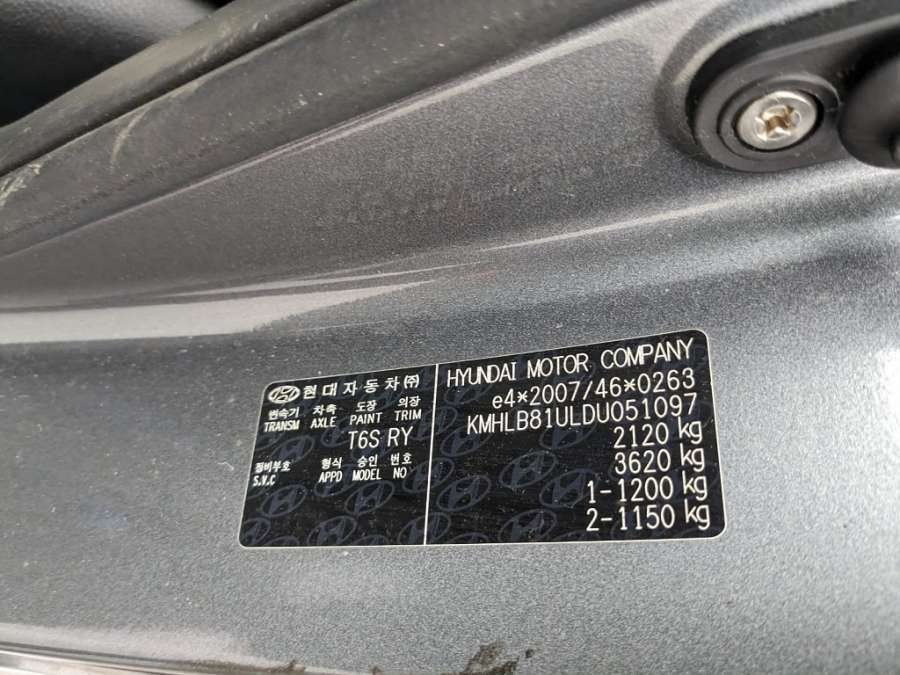 현대자동차(주)
변속기 차축 도장 의장
TRANSM AXLE PAINT TRIM
T6S RY
정비부호 형식 승인 번호
S.V.C APPD MODEL NO
HYUNDAI MOTOR COMPANY
e4*2007/46*0263
KMHLB81ULDU051097
2120 kg
3620 kg
1-1200 kg
2-1150 kg